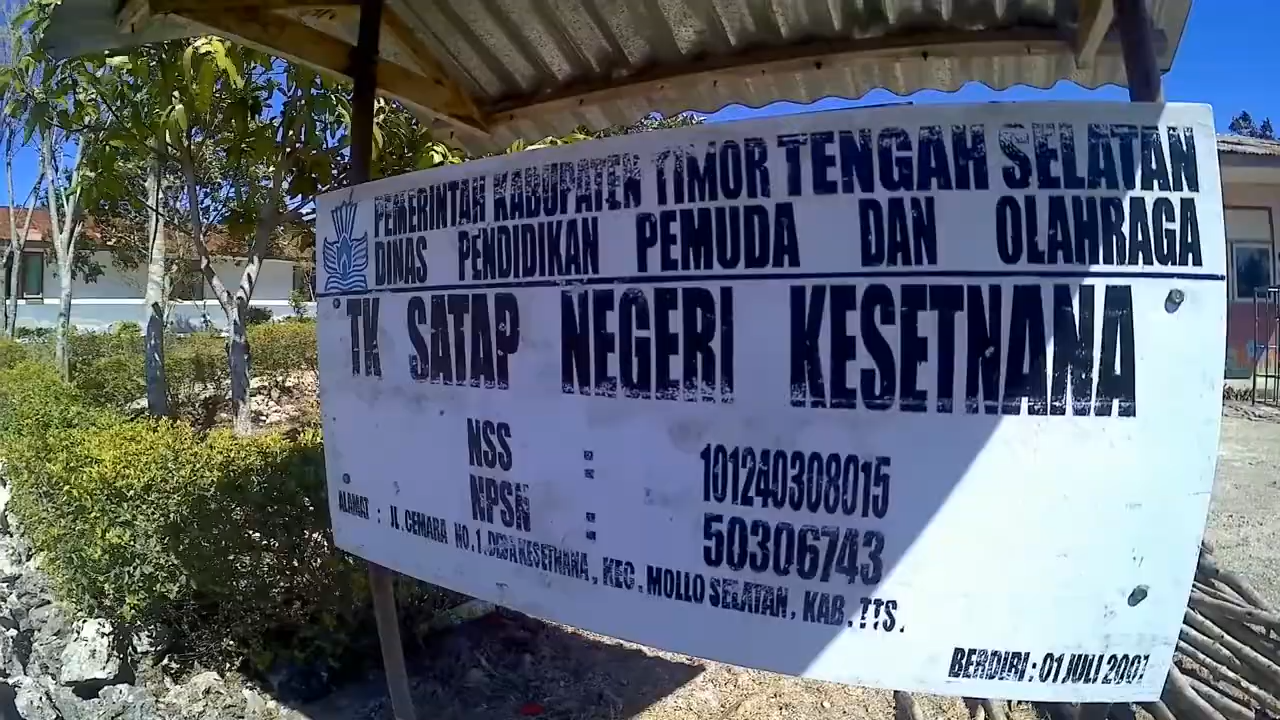 PEMERINTAH KABUPATEN TIMOR TENGAH SELATAN
DINAS PENDIDIKAN PEMUDA DAN OLAHRAGA
TK SATAP NEGERI KESETNANA
NSS : 101240308015
NPSN : 50306743
ALAMAT : JL. CEMARA NO. 1 DESA KESETNANA, KEC. MOLLO SELATAN, KAB. TTS.
BERDIRI : 01 JULI 2007